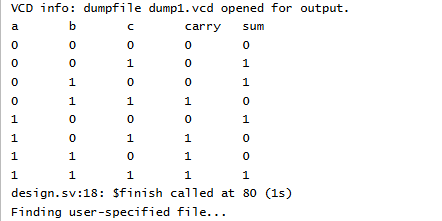 VCD info: dumpfile dump1.vcd opened for output.
a b c carry sum
0 0 0 0 0
0 0 1 0 1
0 1 0 0 1
0 1 1 1 0
1 0 0 0 1
1 0 1 1 0
1 1 0 1 0
1 1 1 1 1
design.sv:18: $finish called at 80 (1s)
Finding user-specified file...